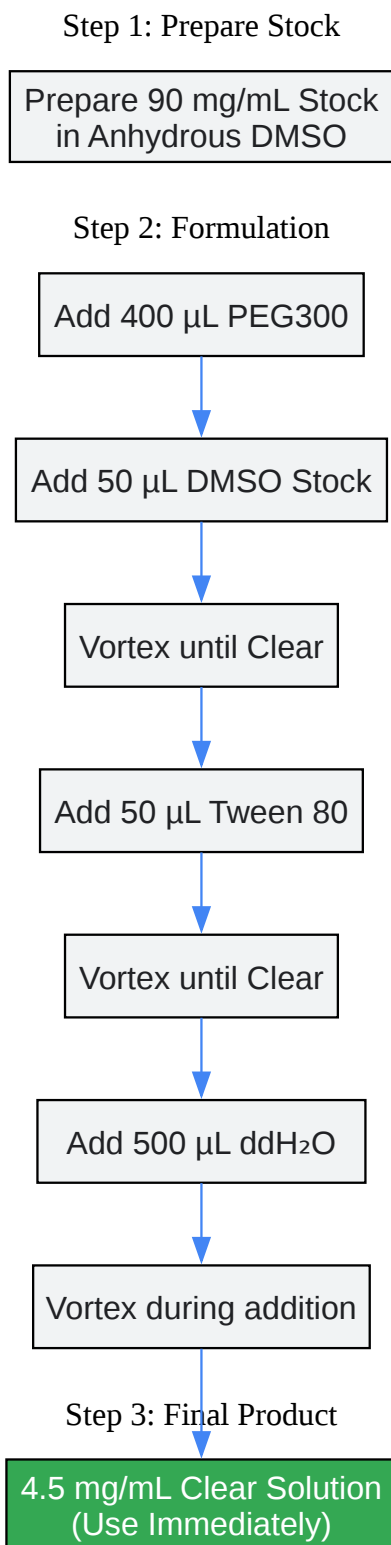 Step 1: Prepare Stock
Prepare 90 mg/mL Stock
in Anhydrous DMSO
Step 2: Formulation
Add 400 µL PEG300
Add 50 µL DMSO Stock
Vortex until Clear
Add 50 µL Tween 80
Vortex until Clear
Add 500 µL ddH₂O
Vortex during addition
Step 3: Final Product
4.5 mg/mL Clear Solution
(Use Immediately)